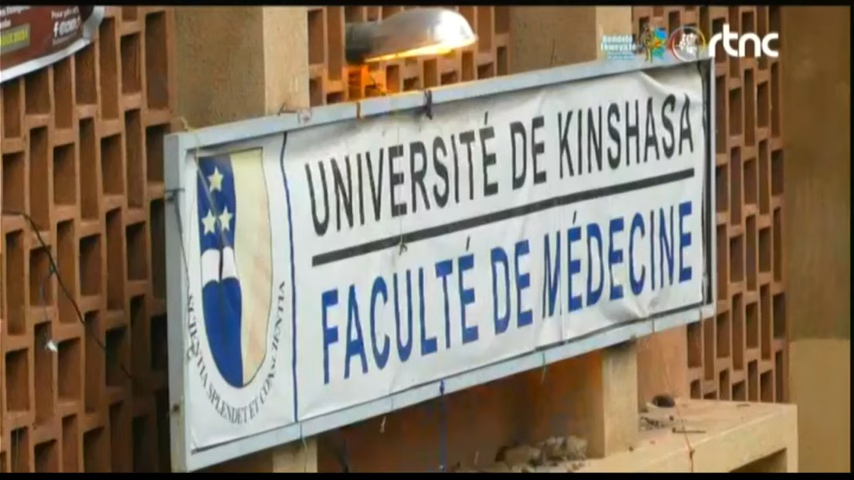 rtnc
UNIVERSITÉ DE KINSHASA
FACULTÉ DE MÉDECINE
SCIENTIA SPLENDET ET CONSCIENTIA